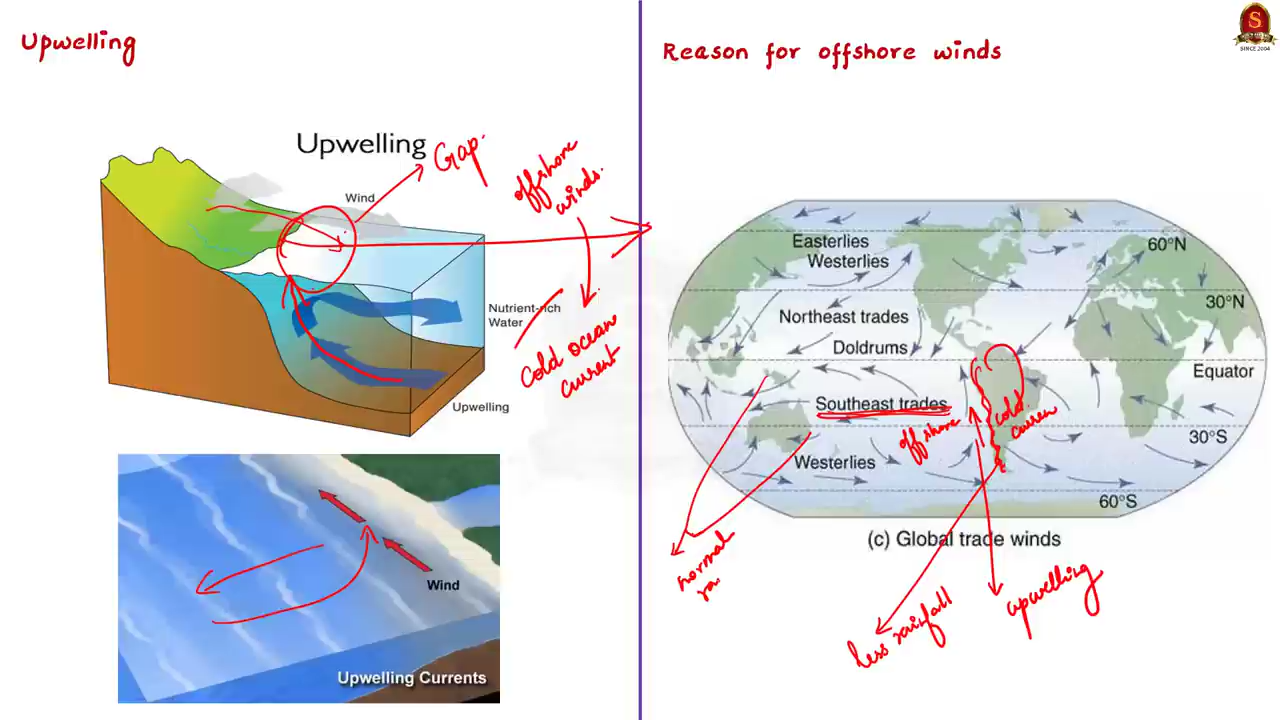 Upwelling
Upwelling
Gap.
Wind
offshore
winds.
Nutrient-rich
Water
cold ocean
current
Upwelling
Wind
Upwelling Currents
Reason for offshore winds
S
SINCE 2004
Easterlies
Westerlies
60°N
30°N
Northeast trades
Doldrums
Equator
Southeast trades
offshore
cold
curren
30°S
Westerlies
60°S
(c) Global trade winds
normal
ra
less rainfall
upwelling